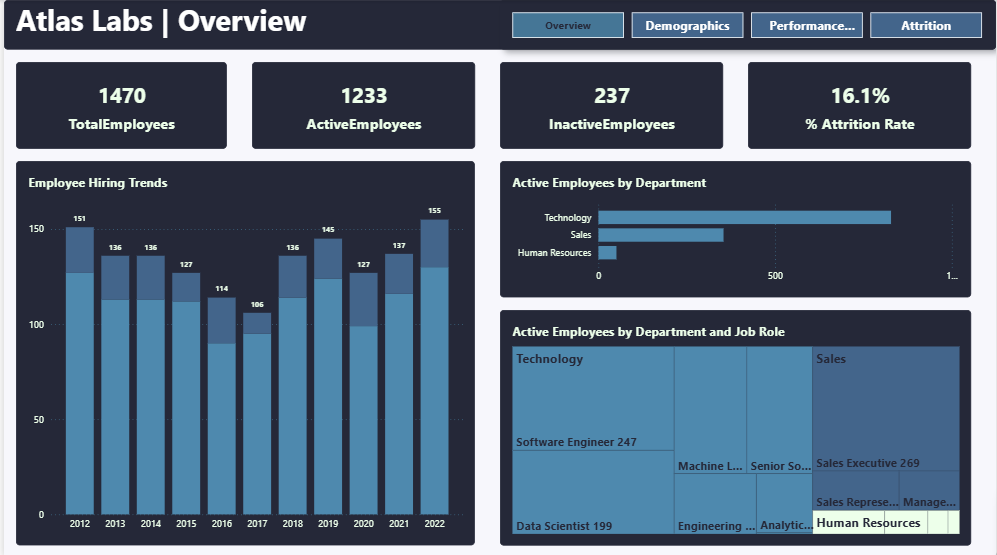 Atlas Labs | Overview
Overview
Demographics
Performance...
Attrition
1470
TotalEmployees
1233
ActiveEmployees
237
InactiveEmployees
16.1%
% Attrition Rate
Employee Hiring Trends
150
100
50
0
151
136
136
127
114
106
136
145
127
137
155
2012 2013 2014 2015 2016 2017 2018 2019 2020 2021 2022
Active Employees by Department
Technology
Sales
Human Resources
0 500 1...
Active Employees by Department and Job Role
Technology
Software Engineer 247
Data Scientist 199
Machine L...
Senior So...
Engineering ...
Analytic...
Sales
Sales Executive 269
Sales Represe...
Manage...
Human Resources